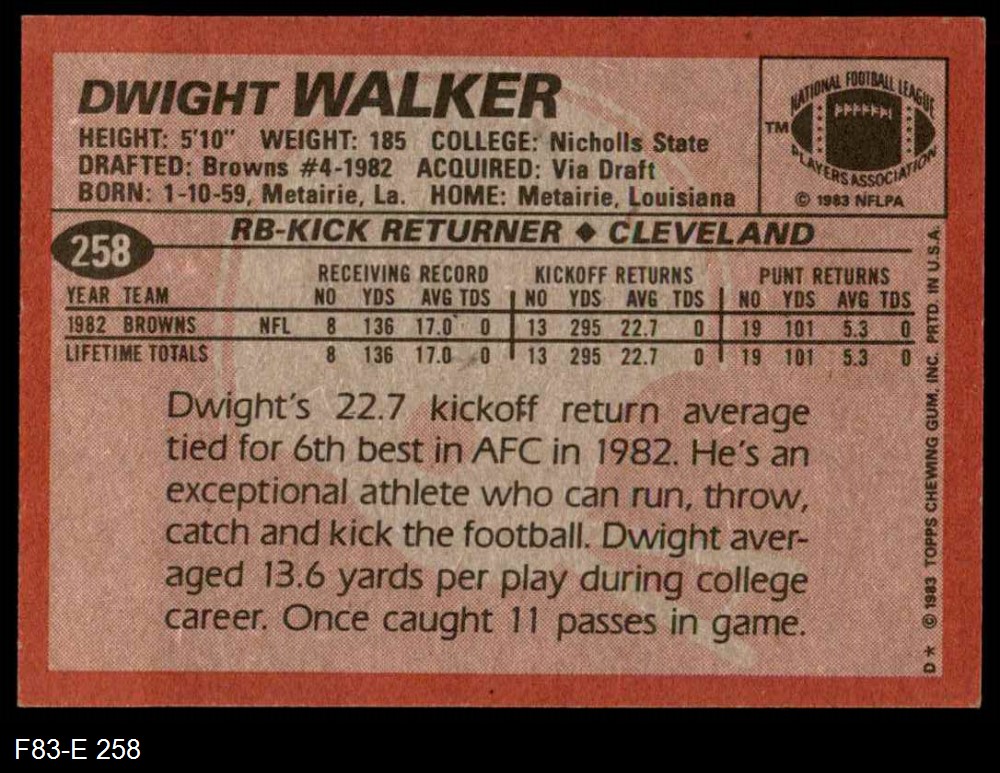 DWIGHT WALKER
HEIGHT: 5'10" WEIGHT: 185 COLLEGE: Nicholls State
DRAFTED: Browns #4-1982 ACQUIRED: Via Draft
BORN: 1-10-59, Metairie, La. HOME: Metairie, Louisiana
NATIONAL FOOTBALL LEAGUE
TM
NFLPA
PLAYERS ASSOCIATION
© 1983 NFLPA
258
RB-KICK RETURNER ◆ CLEVELAND
RECEIVING RECORD KICKOFF RETURNS PUNT RETURNS
YEAR TEAM NO YDS AVG TDS NO YDS AVG TDS NO YDS AVG TDS
1982 BROWNS NFL 8 136 17.0 0 13 295 22.7 0 19 101 5.3 0
LIFETIME TOTALS 8 136 17.0 0 13 295 22.7 0 19 101 5.3 0
Dwight's 22.7 kickoff return average
tied for 6th best in AFC in 1982. He's an
exceptional athlete who can run, throw,
catch and kick the football. Dwight aver-
aged 13.6 yards per play during college
career. Once caught 11 passes in game.
D* © 1983 TOPPS CHEWING GUM, INC. PRTD. IN U.S.A.
F83-E 258